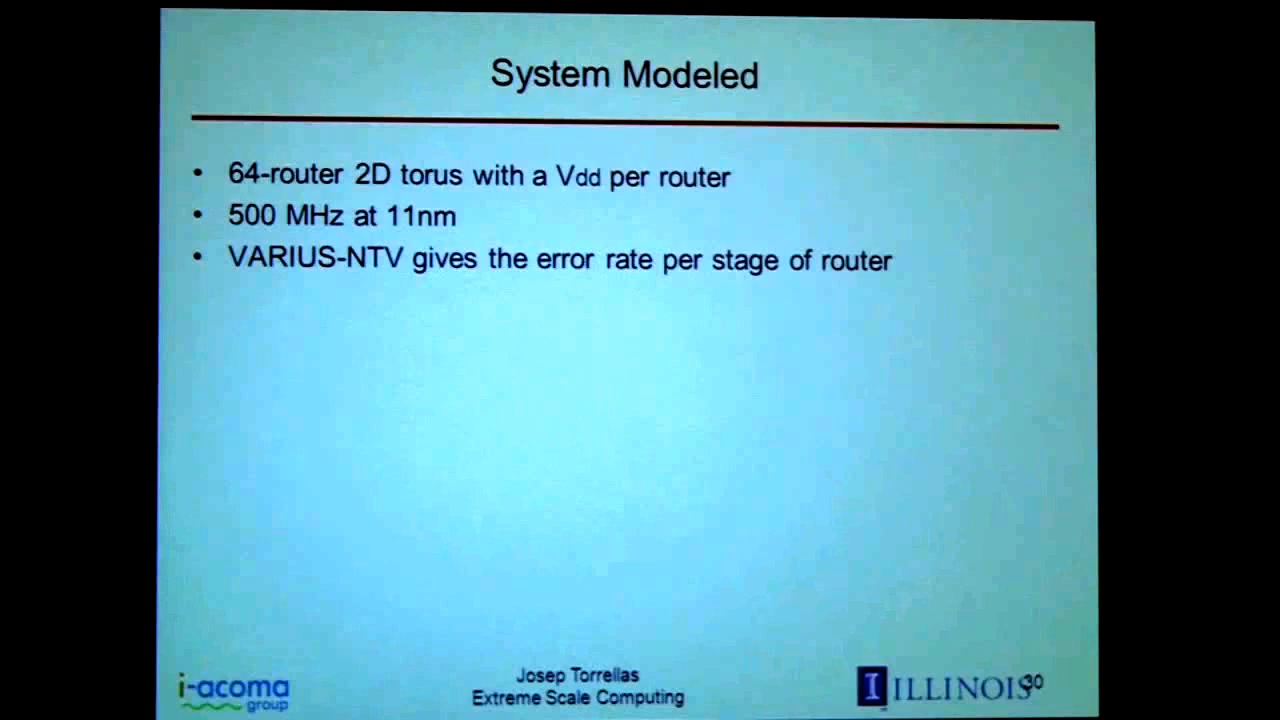 System Modeled
• 64-router 2D torus with a Vdd per router
• 500 MHz at 11nm
• VARIUS-NTV gives the error rate per stage of router
i-acoma
group
Josep Torrellas
Extreme Scale Computing
I ILLINOIS
30